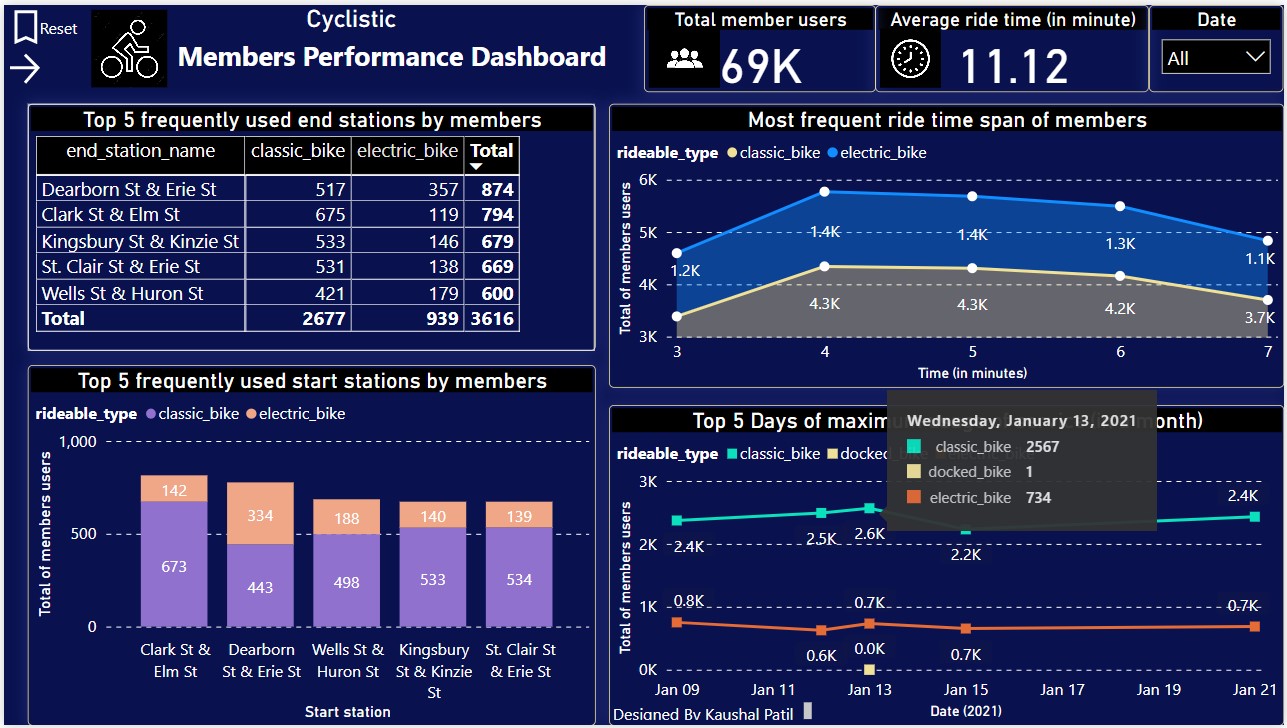 Reset
Cyclistic
Members Performance Dashboard
Total member users
69K
Average ride time (in minute)
11.12
Date
All
Top 5 frequently used end stations by members
end_station_name classic_bike electric_bike Total
Dearborn St & Erie St 517 357 874
Clark St & Elm St 675 119 794
Kingsbury St & Kinzie St 533 146 679
St. Clair St & Erie St 531 138 669
Wells St & Huron St 421 179 600
Total 2677 939 3616
Most frequent ride time span of members
rideable_type classic_bike electric_bike
Total of members users
6K
5K
4K
3K
1.2K 1.4K 1.4K 1.3K 1.1K
4.3K 4.3K 4.2K 3.7K
3 4 5 6 7
Time (in minutes)
Top 5 frequently used start stations by members
rideable_type classic_bike electric_bike
Total of members users
1,000
500
0
142 334 188 140 139
673 443 498 533 534
Clark St & Elm St
Dearborn St & Erie St
Wells St & Huron St
Kingsbury St & Kinzie St
St. Clair St & Erie St
Start station
Top 5 Days of maximu month)
rideable_type classic_bike docked
Wednesday, January 13, 2021
classic_bike 2567
docked_bike 1
electric_bike 734
Total of members users
3K
2K
1K
0K
2.4K 2.5K 2.6K 2.2K 2.4K
0.8K 0.6K 0.7K 0.7K 0.7K
0.0K
Jan 09 Jan 11 Jan 13 Jan 15 Jan 17 Jan 19 Jan 21
Date (2021)
Designed By Kaushal Patil